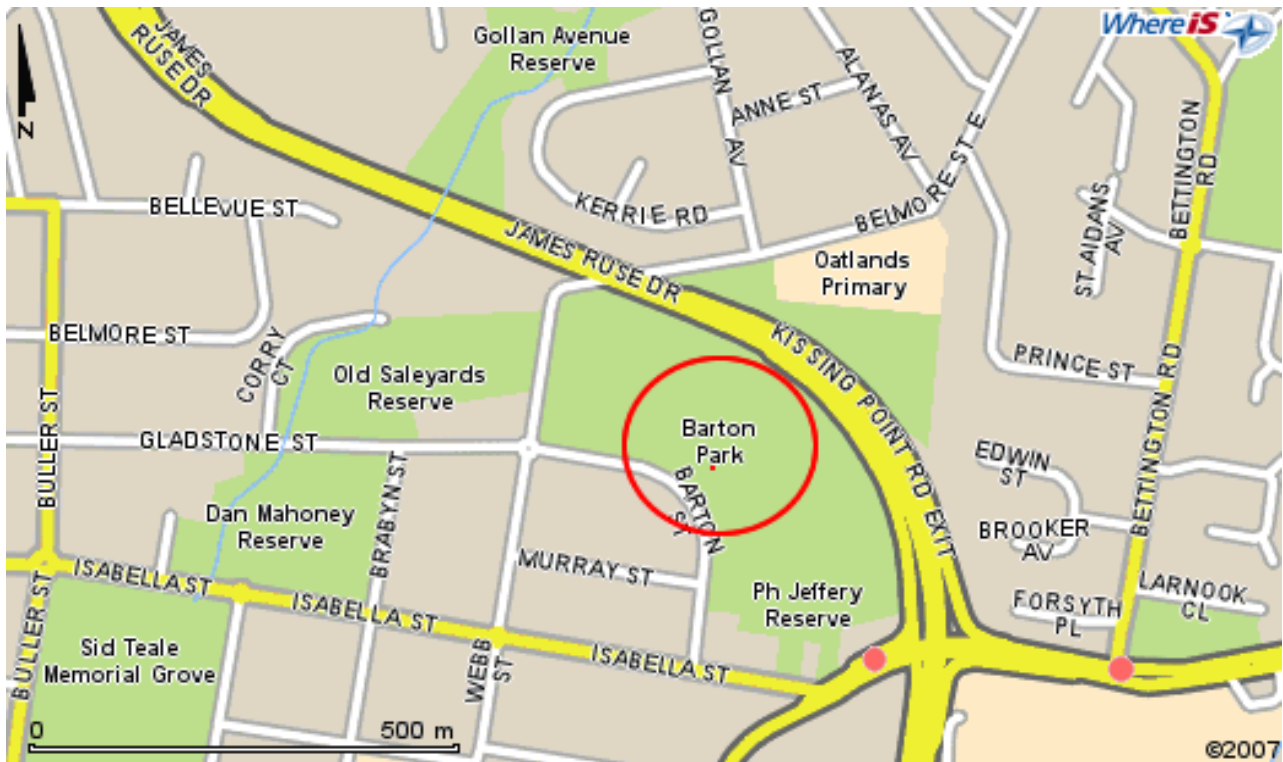 WhereiS
Gollan Avenue
Reserve
JAMES
RUSE DR
GOLLAN
AV
ANNE ST
ALANAS AV
BELMORE ST E
BETTINGTON
RD
N
BELLEVUE ST
KERRIE RD
ST AIDANS
AV
JAMES RUSE DR
Oatlands
Primary
BELMORE ST
CORRY
CT
Old Saleyards
Reserve
KISSING POINT RD EXIT
PRINCE ST
BETTINGTON RD
BULLER ST
GLADSTONE ST
Barton
Park
BARTON
ST
EDWIN
ST
BRABYN ST
Dan Mahoney
Reserve
BROOKER
AV
MURRAY ST
ISABELLA ST
ISABELLA ST
Ph Jeffery
Reserve
LARNOOK
CL
FORSYTH
PL
BULLER ST
Sid Teale
Memorial Grove
WEBB
ST
ISABELLA ST
0 500 m
©2007